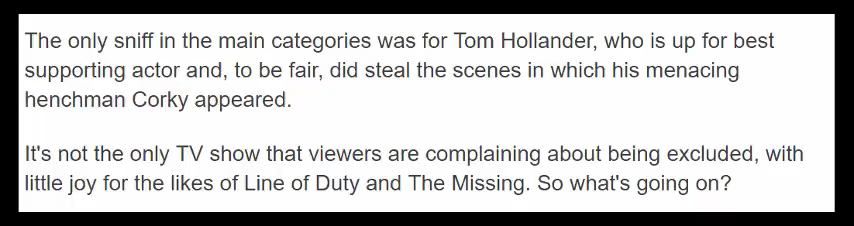 The only sniff in the main categories was for Tom Hollander, who is up for best
supporting actor and, to be fair, did steal the scenes in which his menacing
henchman Corky appeared.
It's not the only TV show that viewers are complaining about being excluded, with
little joy for the likes of Line of Duty and The Missing. So what's going on?